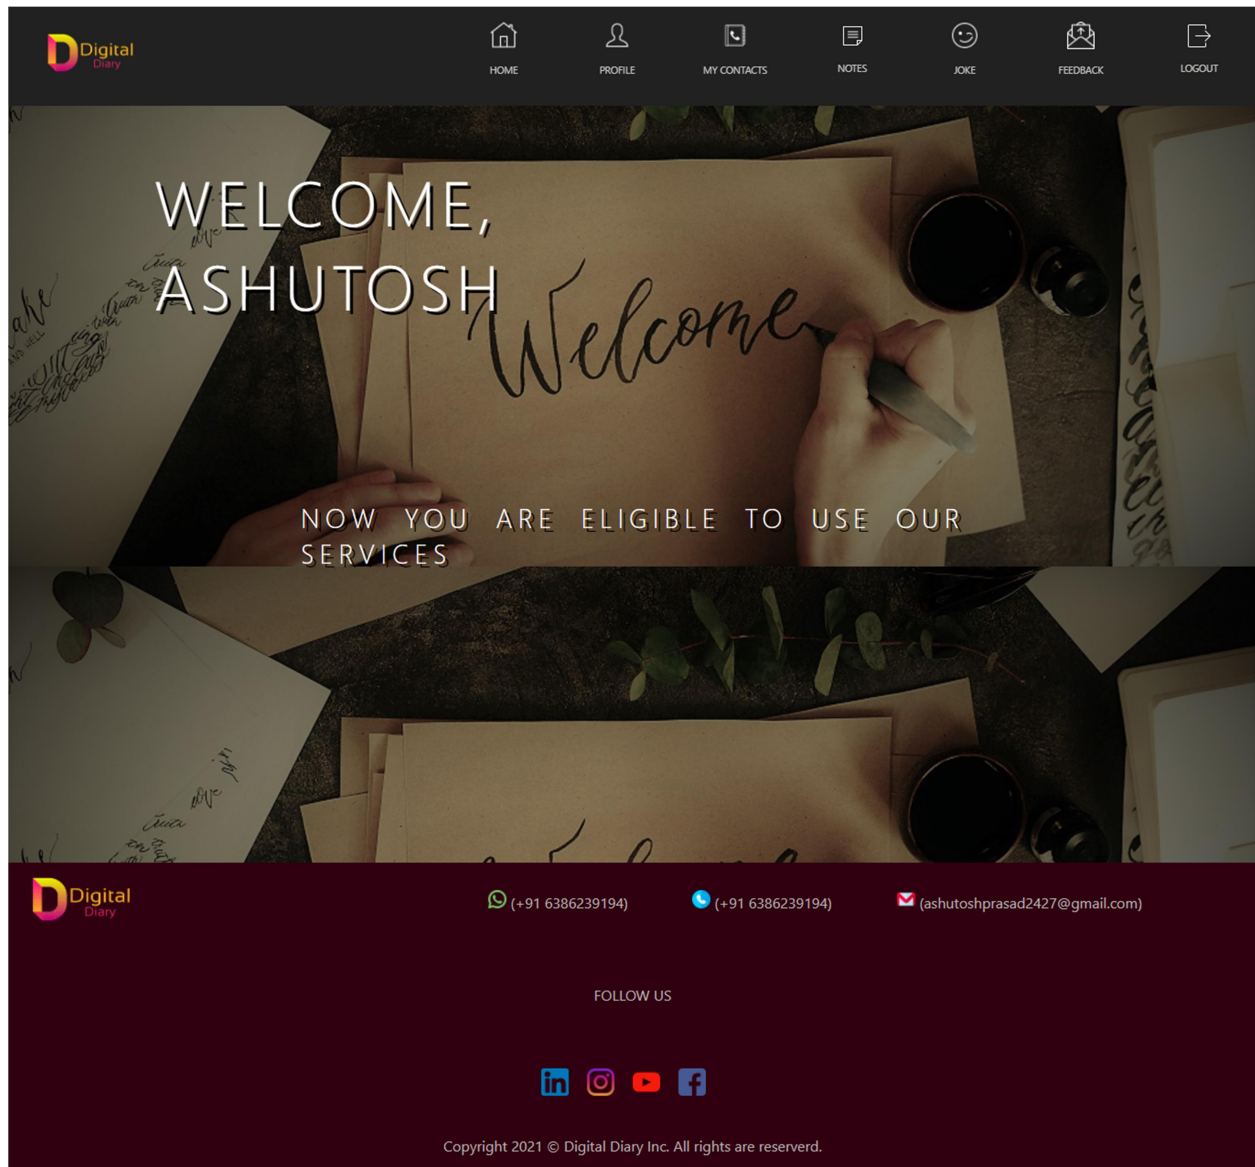 Digital
Diary
HOME
PROFILE
MY CONTACTS
NOTES
JOKE
FEEDBACK
LOGOUT
WELCOME,
ASHUTOSH
Welcome
NOW YOU ARE ELIGIBLE TO USE OUR
SERVICES
Digital
Diary
(+91 6386239194)
(+91 6386239194)
(ashutoshprasad2427@gmail.com)
FOLLOW US
in
f
Copyright 2021 © Digital Diary Inc. All rights are reserverd.